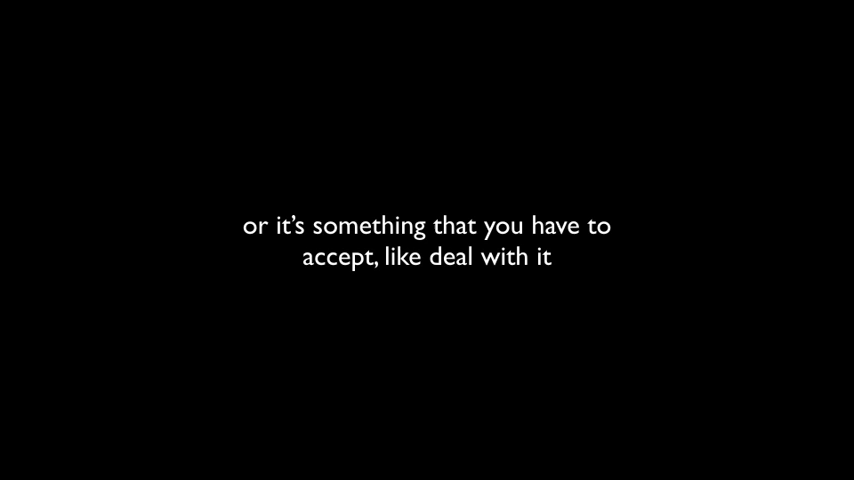 or it’s something that you have to
accept, like deal with it